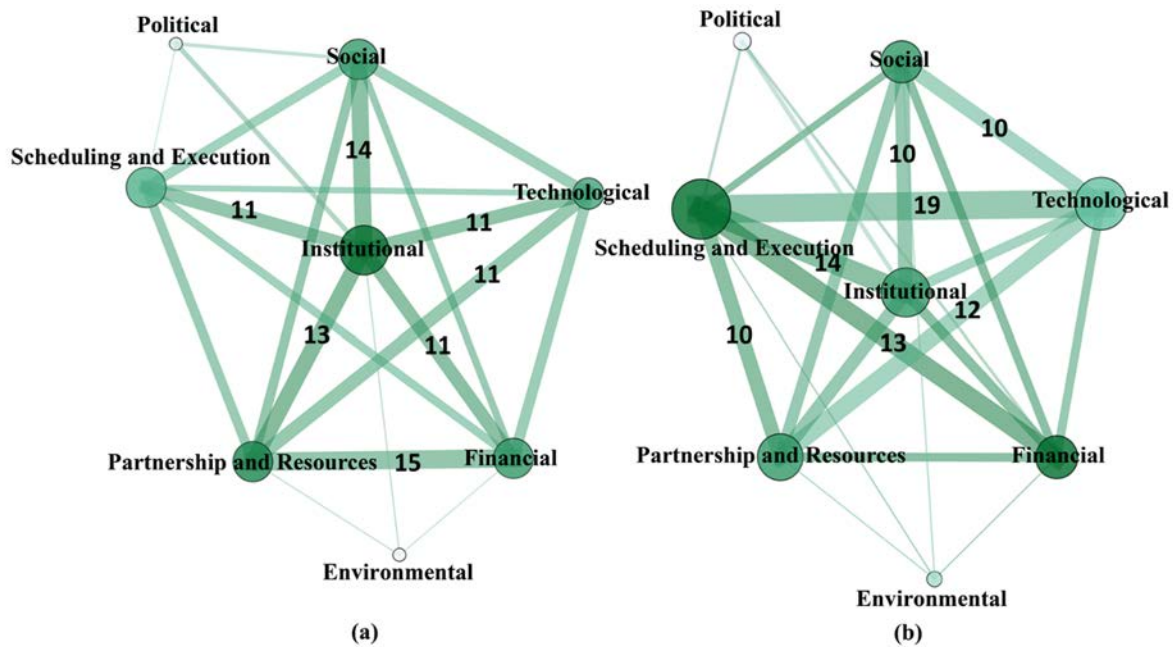 Political
Social
Scheduling and Execution
Technological
Institutional
Partnership and Resources
Financial
Environmental
14
11
11
11
13
11
15
(a)
Political
Social
Technological
Scheduling and Execution
Institutional
Partnership and Resources
Financial
Environmental
10
10
19
14
12
10
13
(b)